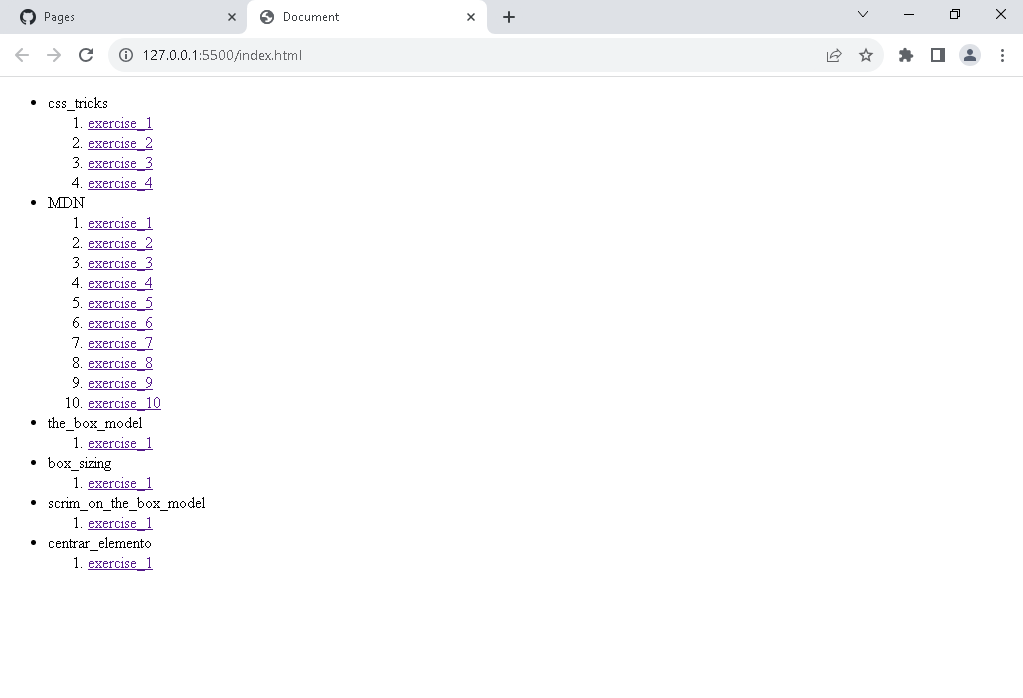 Pages
Document
127.0.0.1:5500/index.html
• css_tricks
1. exercise_1
2. exercise_2
3. exercise_3
4. exercise_4
• MDN
1. exercise_1
2. exercise_2
3. exercise_3
4. exercise_4
5. exercise_5
6. exercise_6
7. exercise_7
8. exercise_8
9. exercise_9
10. exercise_10
• the_box_model
1. exercise_1
• box_sizing
1. exercise_1
• scrim_on_the_box_model
1. exercise_1
• centrar_elemento
1. exercise_1